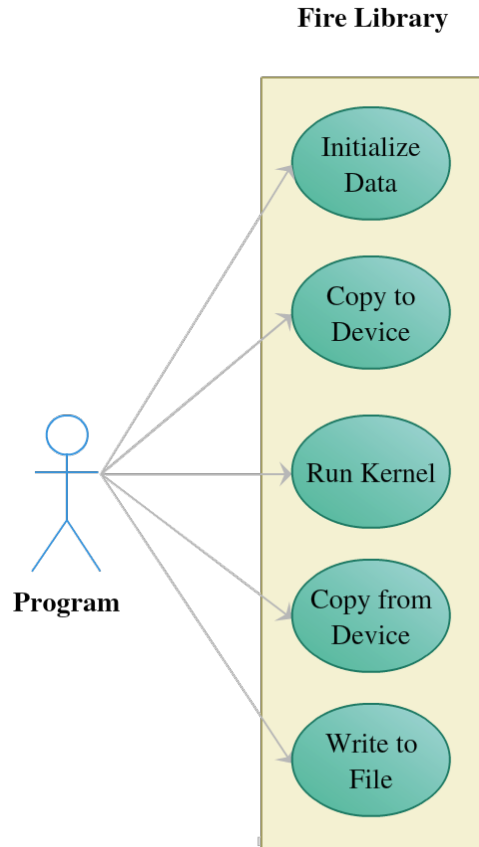 Fire Library
Initialize
Data
Copy to
Device
Run Kernel
Program
Copy from
Device
Write to
File